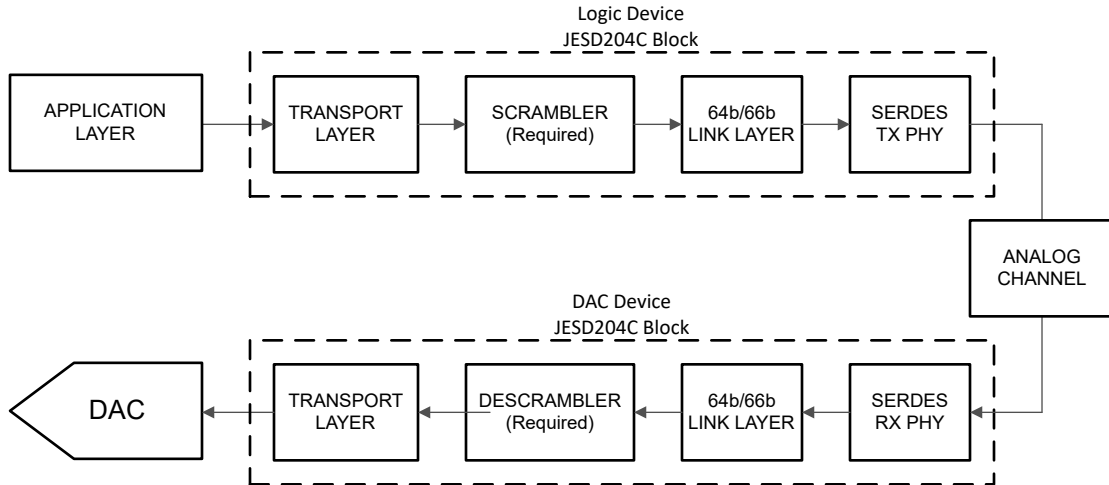 Logic Device
JESD204C Block
APPLICATION
LAYER
TRANSPORT
LAYER
SCRAMBLER
(Required)
64b/66b
LINK LAYER
SERDES
TX PHY
ANALOG
CHANNEL
DAC Device
JESD204C Block
DAC
TRANSPORT
LAYER
DESCRAMBLER
(Required)
64b/66b
LINK LAYER
SERDES
RX PHY